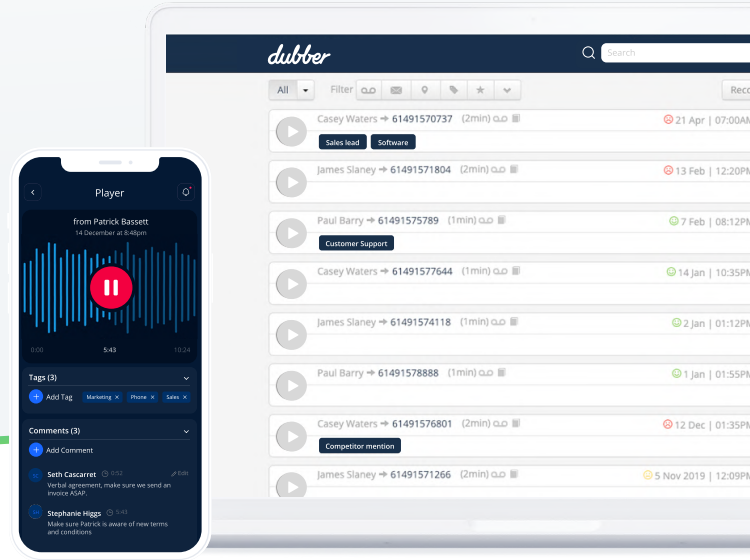 dubber
Search
All
Filter
Reco
Casey Waters → 61491570737 (2min)
21 Apr | 07:00AM
Sales lead
Software
James Slaney → 61491571804 (2min)
13 Feb | 12:20PM
Paul Barry → 61491575789 (1min)
7 Feb | 08:12PM
Customer Support
Casey Waters → 61491577644 (1min)
14 Jan | 10:35PM
James Slaney → 61491574118 (1min)
2 Jan | 01:12PM
Paul Barry → 61491578888 (1min)
1 Jan | 01:55PM
Casey Waters → 61491576801 (2min)
12 Dec | 01:35PM
Competitor mention
James Slaney → 61491571266 (2min)
5 Nov 2019 | 12:09PM
Player
from Patrick Bassett
14 December at 8:48pm
0:00
5:43
10:24
Tags (3)
+ Add Tag
Marketing ×
Phone ×
Sales ×
Comments (3)
+ Add Comment
Seth Cascarret 0:52
Edit
Verbal agreement, make sure we send an
invoice ASAP.
Stephanie Higgs 5:43
Make sure Patrick is aware of new terms
and conditions